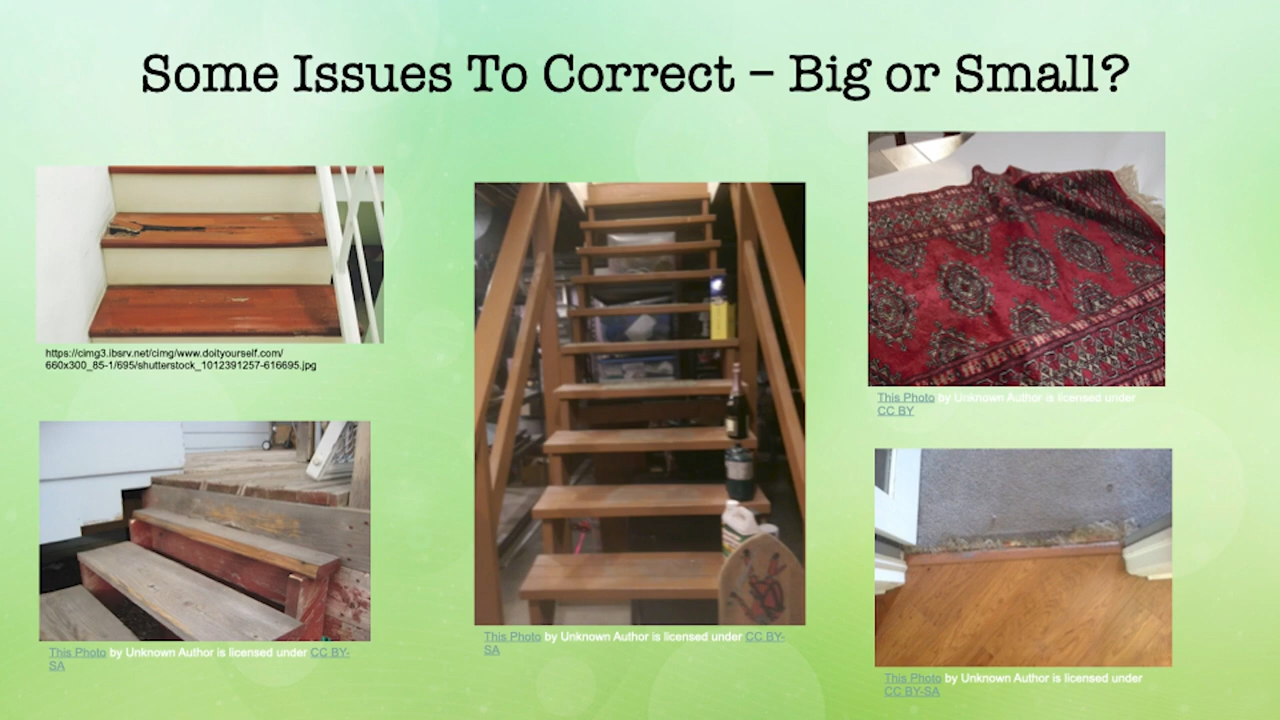 Some Issues To Correct – Big or Small?
https://cimg3.ibsrv.net/cimg/www.doityourself.com/
660x300_85-1/695/shutterstock_1012391257-616695.jpg
This Photo by Unknown Author is licensed under CC BY-
SA
This Photo by Unknown Author is licensed under CC BY-
SA
This Photo by Unknown Author is licensed under
CC BY
This Photo by Unknown Author is licensed under
CC BY-SA